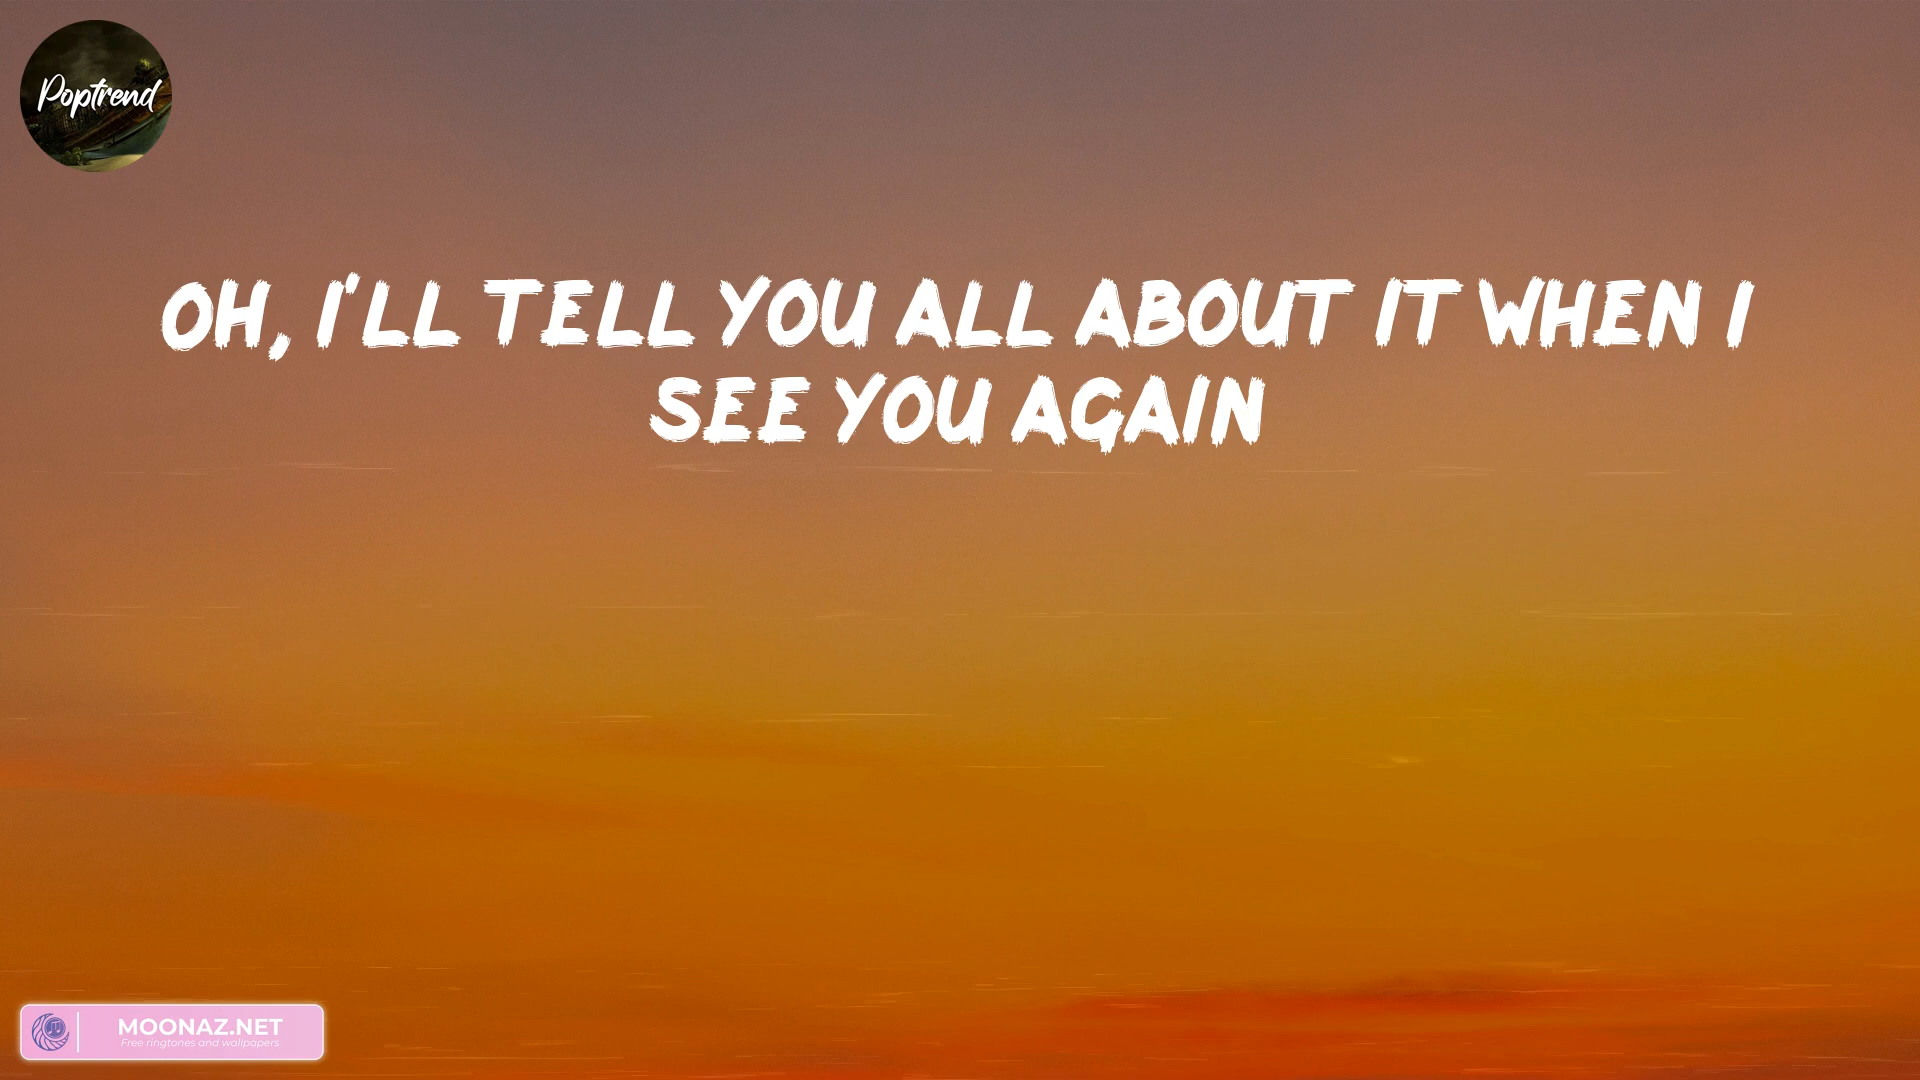 Poptrend
OH, I'LL TELL YOU ALL ABOUT IT WHEN I
SEE YOU AGAIN
MOONAZ.NET
Free ringtones and wallpapers